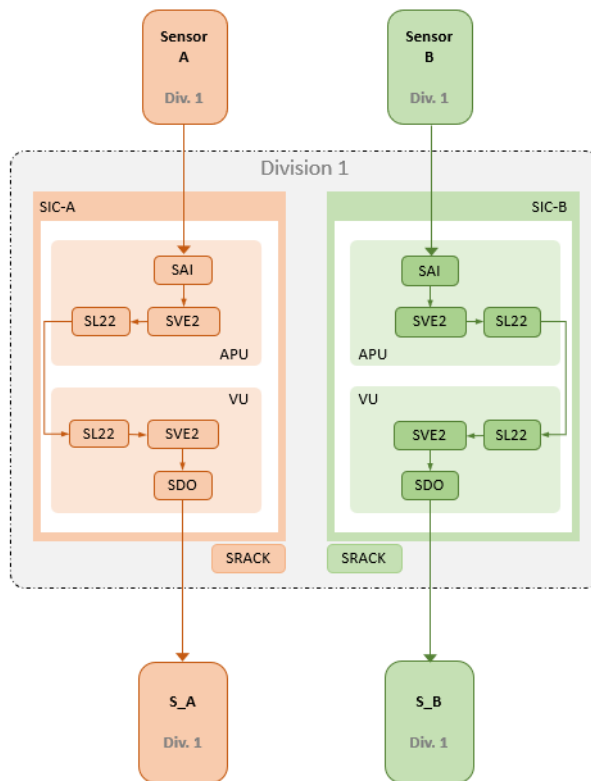 Sensor
A
Div. 1
Sensor
B
Div. 1
Division 1
SIC-A
SAI
SL22
SVE2
APU
VU
SL22
SVE2
SDO
SRACK
SIC-B
SAI
SVE2
SL22
APU
VU
SVE2
SL22
SDO
SRACK
S_A
Div. 1
S_B
Div. 1